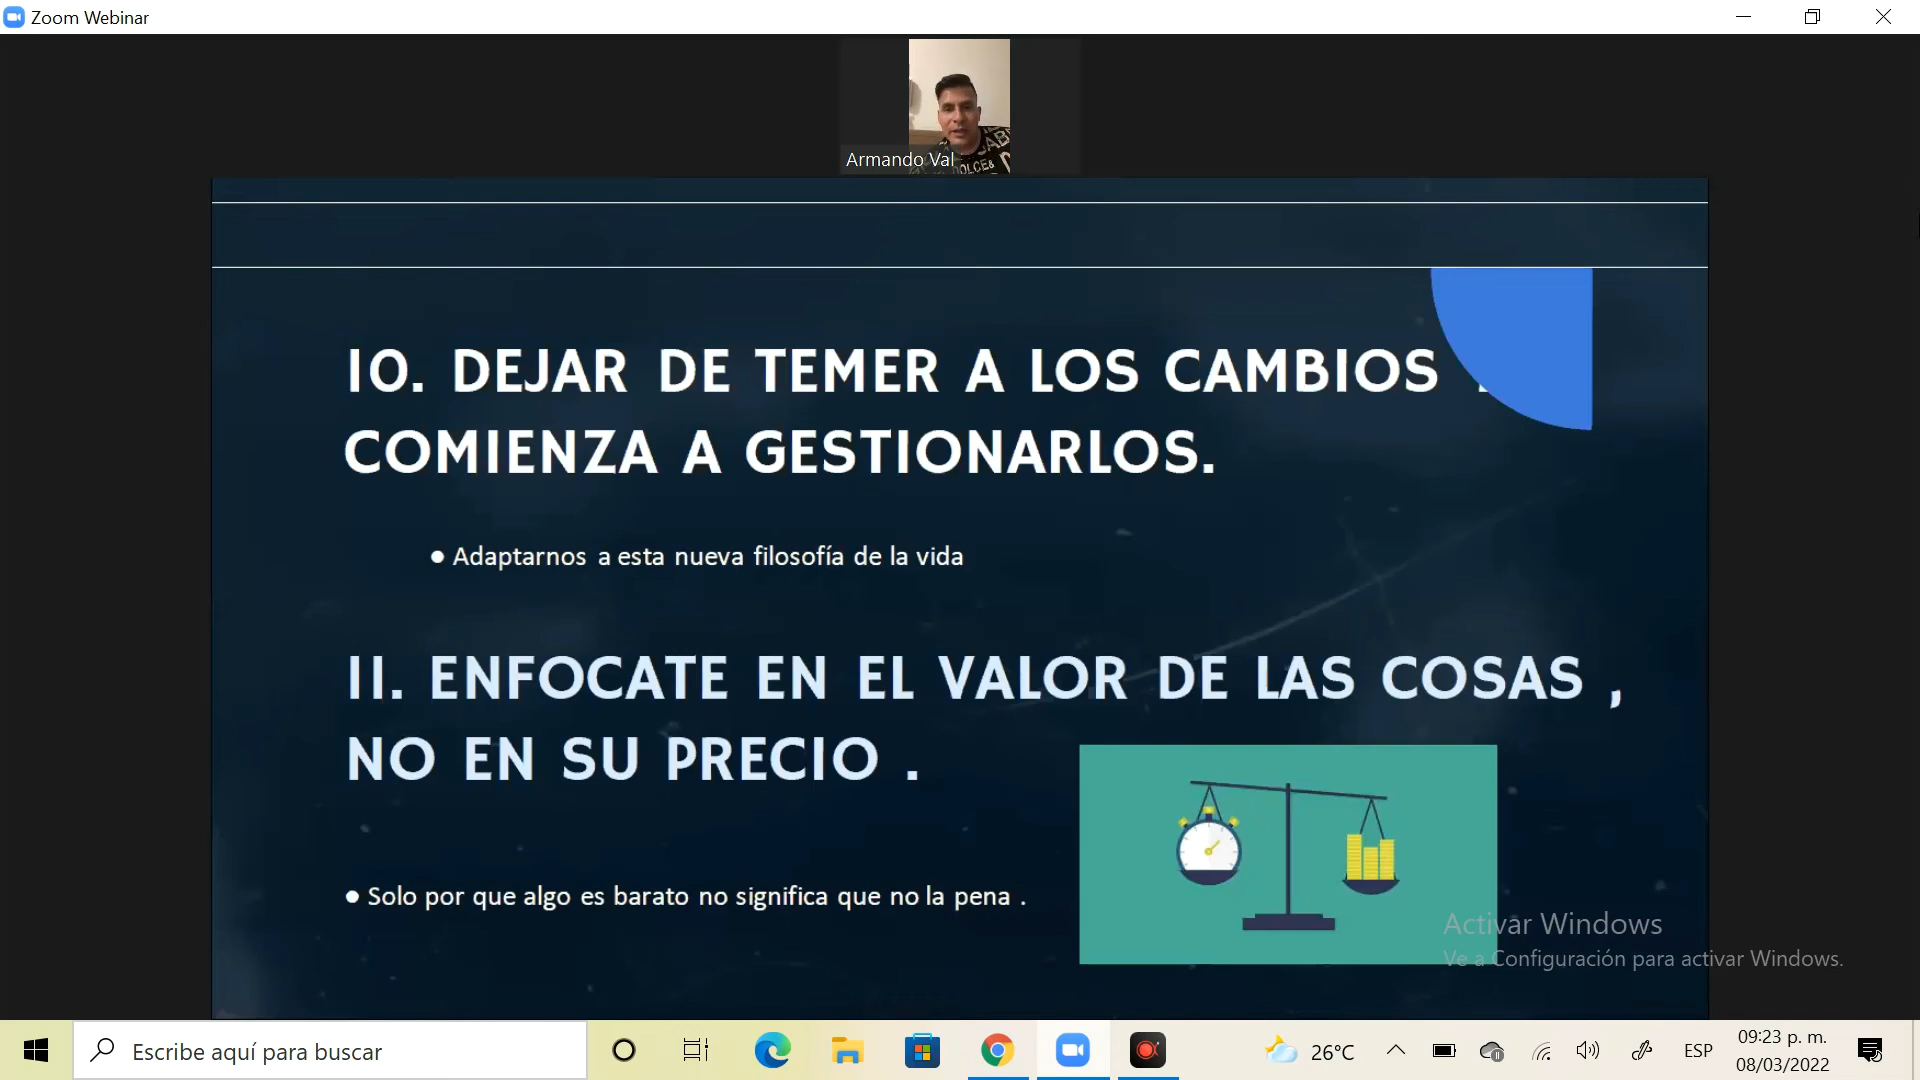 Zoom Webinar
Armando Val
10. DEJAR DE TEMER A LOS CAMBIOS
COMIENZA A GESTIONARLOS.
● Adaptarnos a esta nueva filosofía de la vida
11. ENFOCATE EN EL VALOR DE LAS COSAS ,
NO EN SU PRECIO .
● Solo por que algo es barato no significa que no la pena .
Activar Windows
Ve a Configuración para activar Windows.
Escribe aquí para buscar
26°C
ESP
09:23 p. m.
08/03/2022